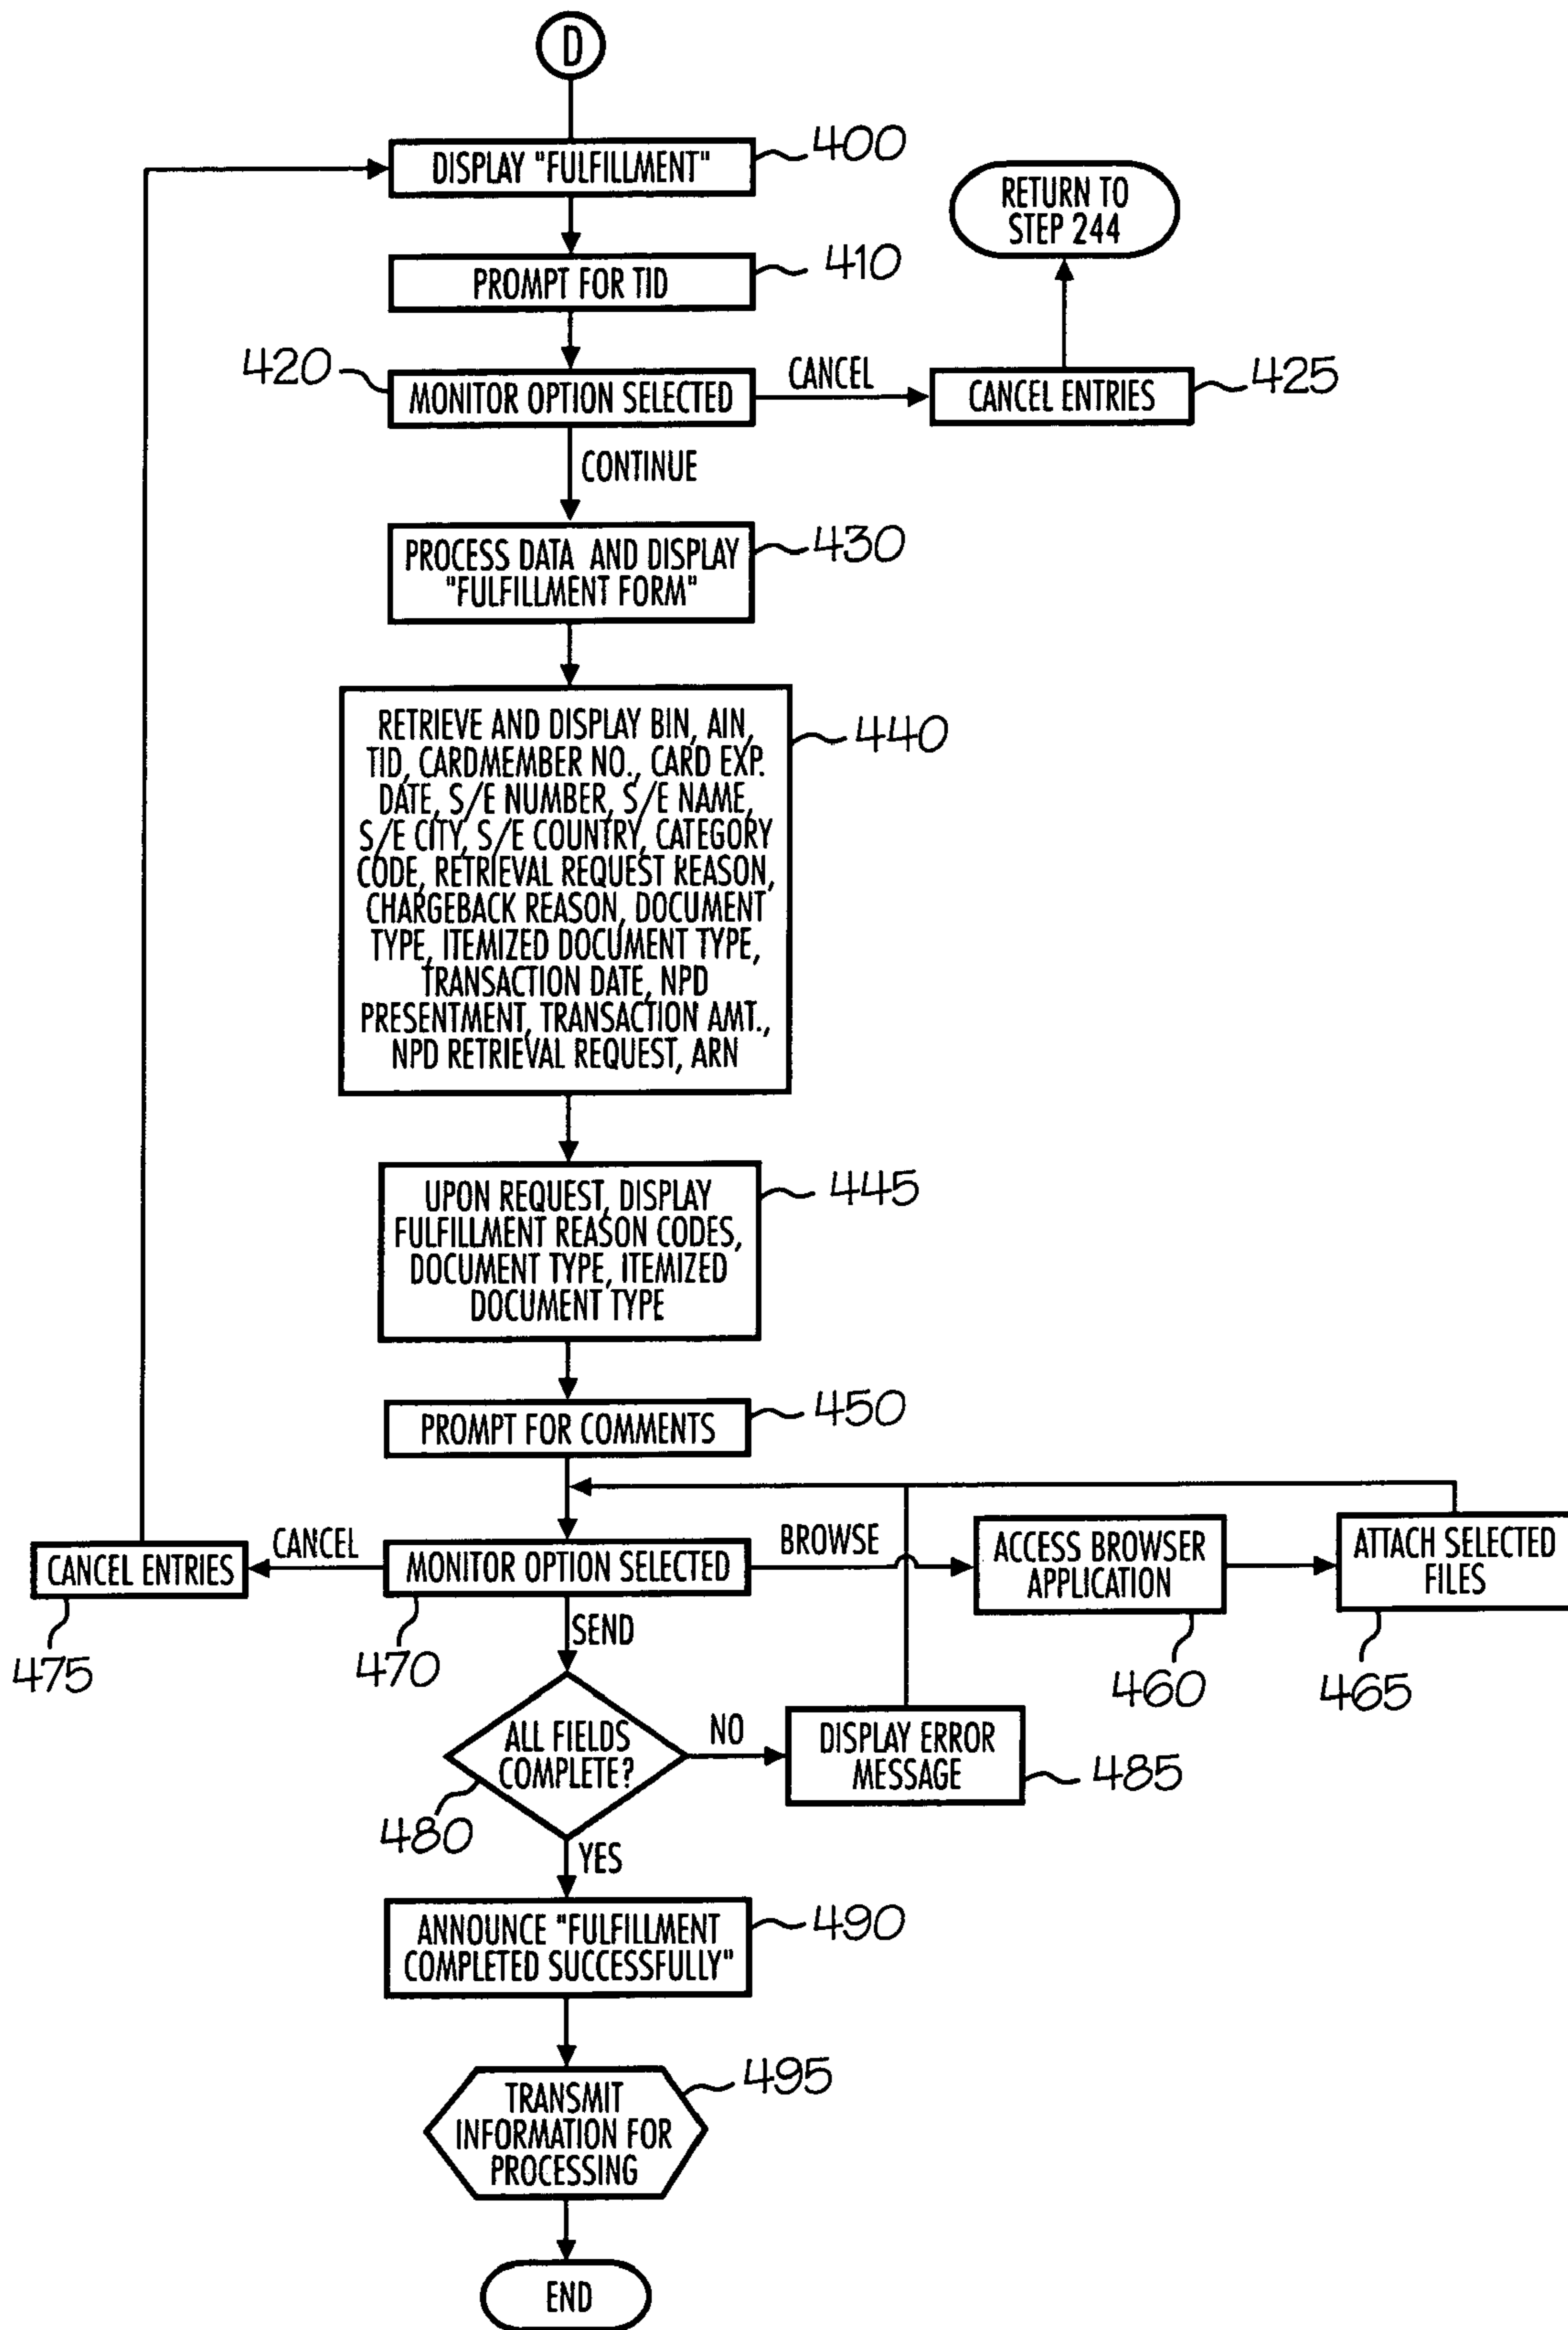 D
DISPLAY "FULFILLMENT"
400
RETURN TO
STEP 244
PROMPT FOR TID
410
420
MONITOR OPTION SELECTED
CANCEL
CANCEL ENTRIES
425
CONTINUE
PROCESS DATA AND DISPLAY
"FULFILLMENT FORM"
430
RETRIEVE AND DISPLAY BIN, AIN,
TID, CARDMEMBER NO., CARD EXP.
DATE, S/E NUMBER, S/E NAME,
S/E CITY, S/E COUNTRY, CATEGORY
CODE, RETRIEVAL REQUEST REASON,
CHARGEBACK REASON, DOCUMENT
TYPE, ITEMIZED DOCUMENT TYPE,
TRANSACTION DATE, NPD
PRESENTMENT, TRANSACTION AMT.,
NPD RETRIEVAL REQUEST, ARN
440
UPON REQUEST, DISPLAY
FULFILLMENT REASON CODES,
DOCUMENT TYPE, ITEMIZED
DOCUMENT TYPE
445
PROMPT FOR COMMENTS
450
CANCEL ENTRIES
475
CANCEL
MONITOR OPTION SELECTED
470
BROWSE
ACCESS BROWSER
APPLICATION
460
ATTACH SELECTED
FILES
465
SEND
ALL FIELDS
COMPLETE?
480
NO
DISPLAY ERROR
MESSAGE
485
YES
ANNOUNCE "FULFILLMENT
COMPLETED SUCCESSFULLY"
490
TRANSMIT
INFORMATION FOR
PROCESSING
495
END